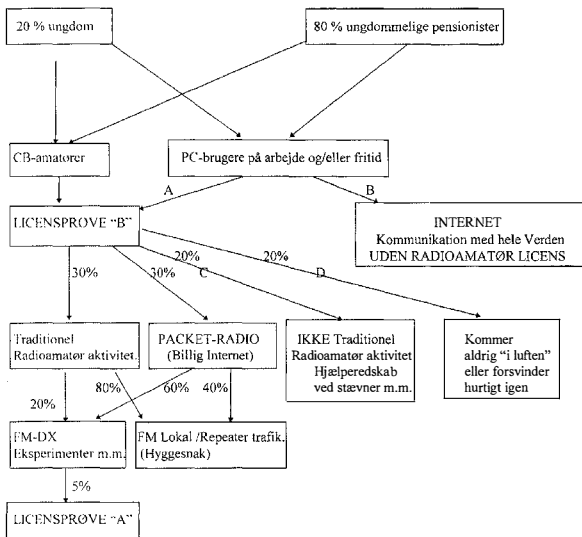 20 % ungdom
80 % ungdommelige pensionister
CB-amatører
PC-brugere på arbejde og/eller fritid
A
B
LICENSPRØVE "B"
INTERNET
Kommunikation med hele Verden
UDEN RADIOAMATØR LICENS
30%
30%
20%
C
20%
D
Traditionel
Radioamatør aktivitet.
PACKET-RADIO
(Billig Internet)
IKKE Traditionel
Radioamatør aktivitet
Hjælperedskab
ved stævner m.m.
Kommer
aldrig "i luften"
eller forsvinder
hurtigt igen
20%
80%
60%
40%
FM-DX
Eksperimenter m.m.
FM Lokal /Repeater trafik.
(Hyggesnak)
5%
LICENSPRØVE "A"